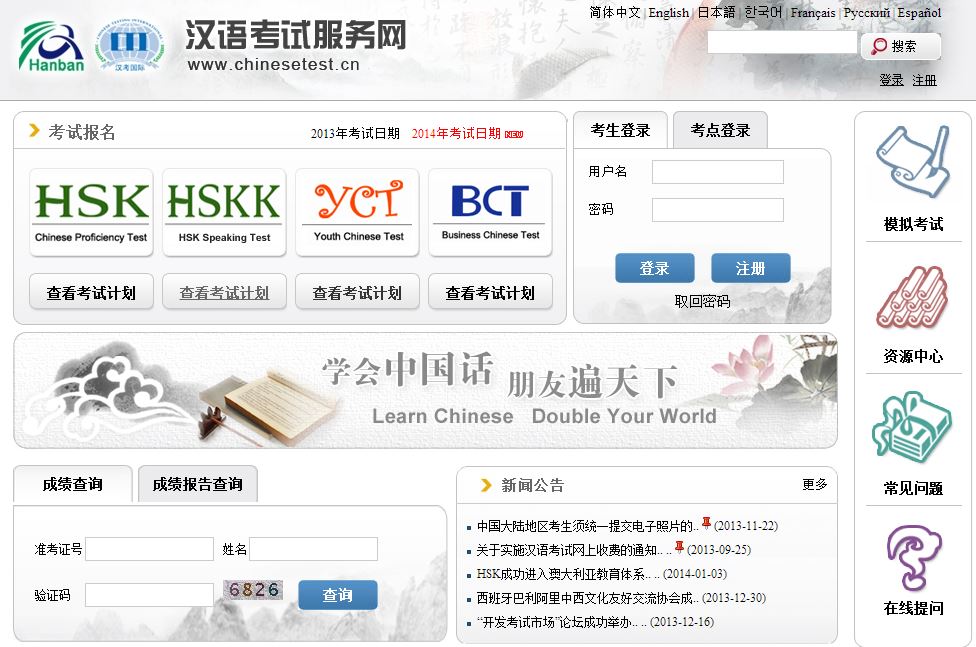 简体中文 | English | 日本語 | 한국어 | Français | Русский | Español
Hanban
汉考国际
汉语考试服务网
www.chinesetest.cn
搜索
登录 注册
考试报名
2013年考试日期 2014年考试日期 NEW
HSK
Chinese Proficiency Test
HSKK
HSK Speaking Test
YCT
Youth Chinese Test
BCT
Business Chinese Test
查看考试计划 查看考试计划 查看考试计划 查看考试计划
考生登录 考点登录
用户名
密码
登录 注册
取回密码
模拟考试
资源中心
常见问题
在线提问
学会中国话 朋友遍天下
Learn Chinese Double Your World
成绩查询 成绩报告查询
准考证号 姓名
验证码 6826 查询
新闻公告 更多
中国大陆地区考生须统一提交电子照片的.. (2013-11-22)
关于实施汉语考试网上收费的通知.. .. (2013-09-25)
HSK成功进入澳大利亚教育体系.. .. (2014-01-03)
西班牙巴利阿里中西文化友好交流协会成.. (2013-12-30)
“开发考试市场”论坛成功举办.. .. (2013-12-16)